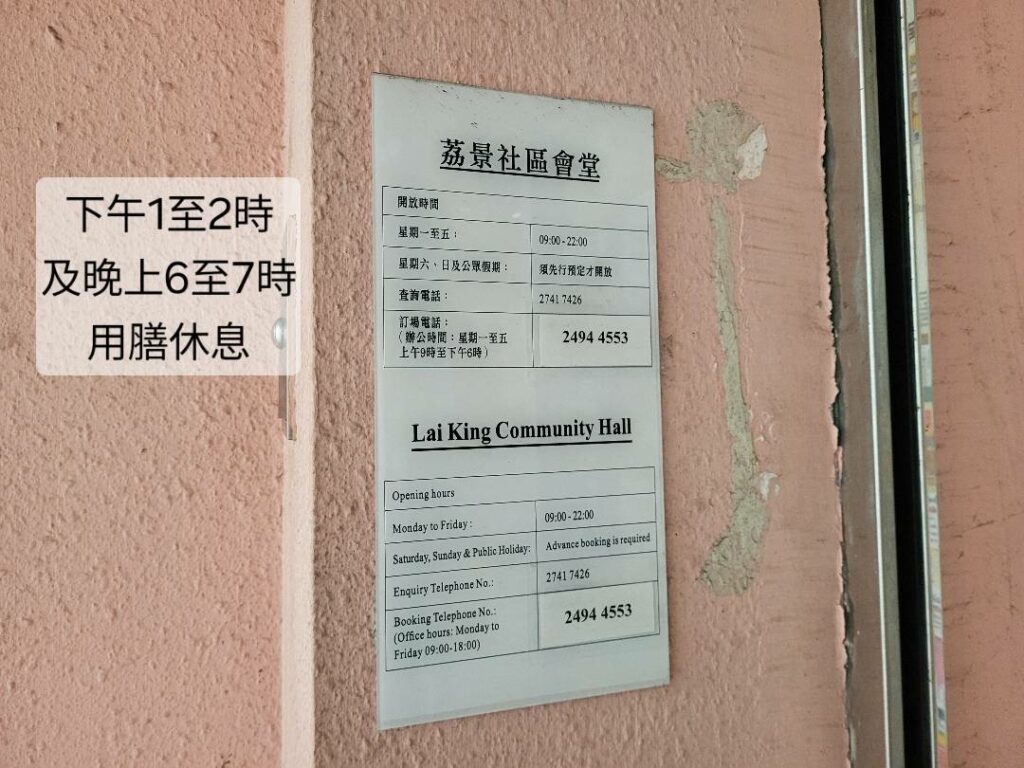 下午1至2時
及晚上6至7時
用膳休息
荔景社區會堂
開放時間
星期一至五：
09:00 - 22:00
星期六、日及公眾假期：
須先行預定才開放
查詢電話：
2741 7426
訂場電話：
（辦公時間：星期一至五
上午9時至下午6時）
2494 4553
Lai King Community Hall
Opening hours
Monday to Friday :
09:00 - 22:00
Saturday, Sunday & Public Holiday:
Advance booking is required
Enquiry Telephone No.:
2741 7426
Booking Telephone No.:
(Office hours: Monday to
Friday 09:00-18:00)
2494 4553